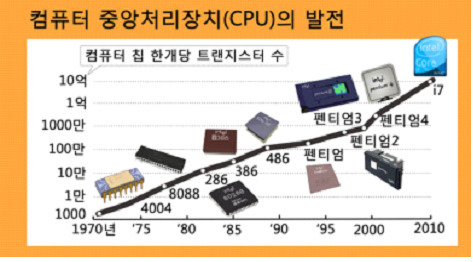 컴퓨터 중앙처리장치(CPU)의 발전
컴퓨터 칩 한개당 트랜지스터 수
intel
Core
10억
i7
1억
1000만
펜티엄3
펜티엄4
펜티엄2
100만
486
펜티엄
386
10만
286
8088
1만
4004
1000
1970년 '75 '80 '85 '90 '95 2000 2010